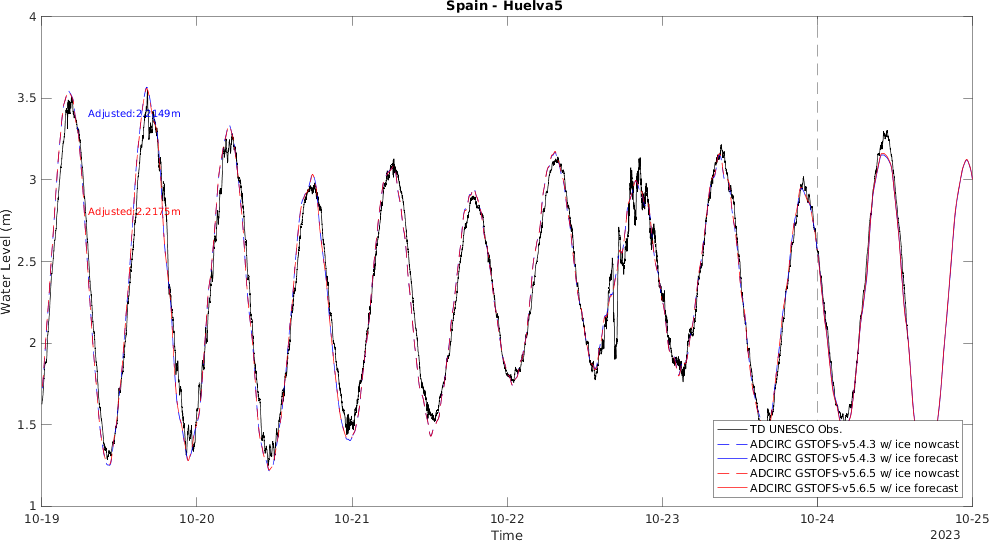 Spain - Huelva5
4
3.5
3
2.5
2
1.5
1
Water Level (m)
Adjusted:2.2149m
Adjusted:2.2175m
TD UNESCO Obs.
ADCIRC GSTOFS-v5.4.3 w/ ice nowcast
ADCIRC GSTOFS-v5.4.3 w/ ice forecast
ADCIRC GSTOFS-v5.6.5 w/ ice nowcast
ADCIRC GSTOFS-v5.6.5 w/ ice forecast
10-19 10-20 10-21 10-22 10-23 10-24 10-25
Time
2023